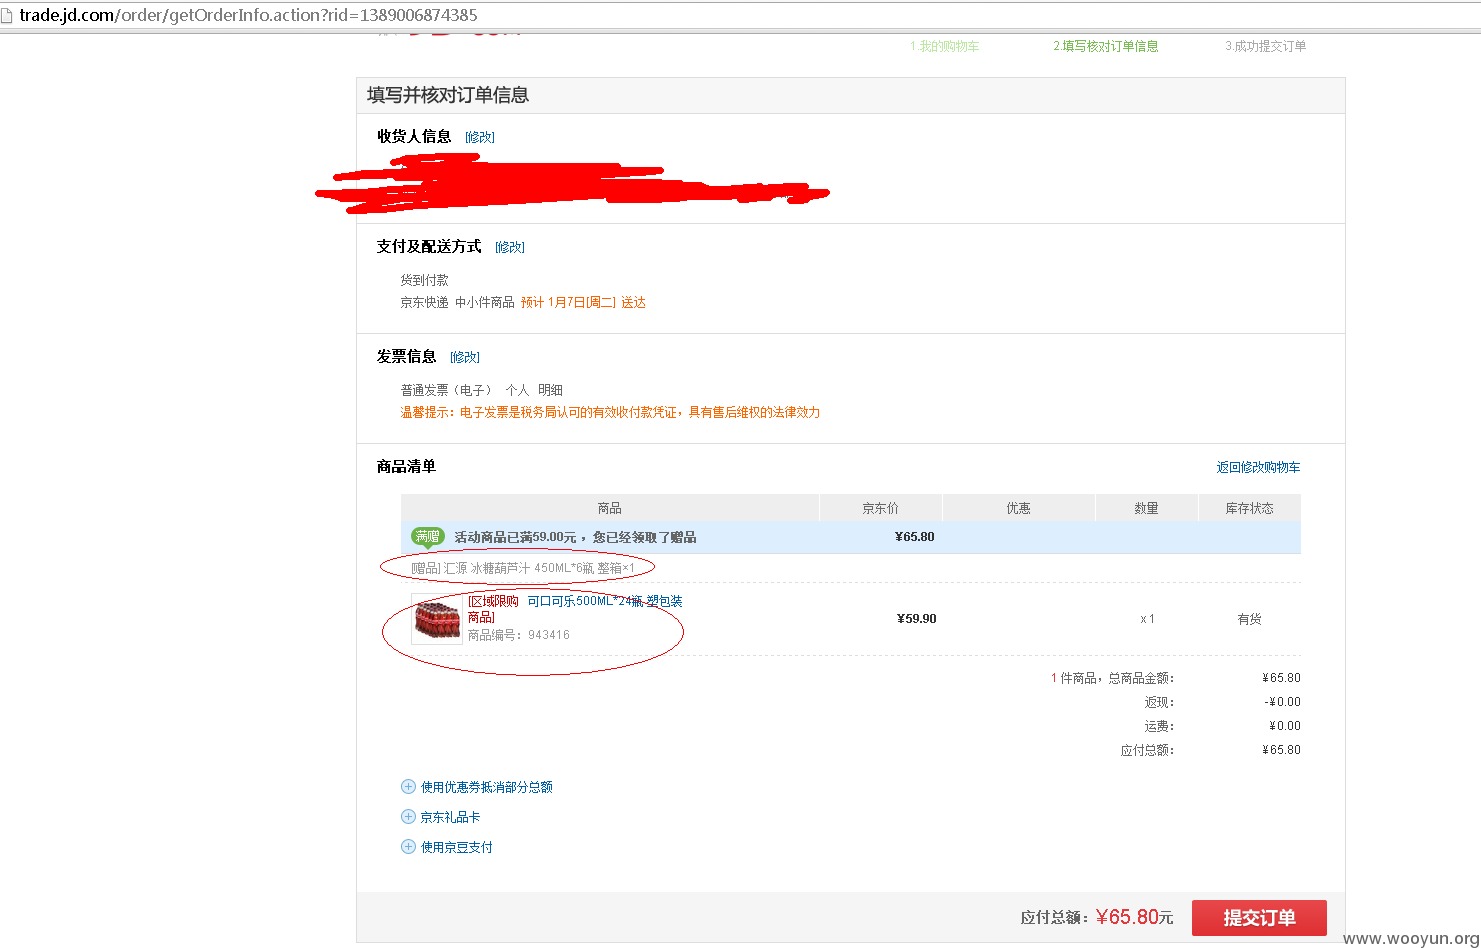 trade.jd.com/order/getOrderInfo.action?rid=1389006874385
1.我的购物车 2.填写核对订单信息 3.成功提交订单
填写并核对订单信息
收货人信息 [修改]
支付及配送方式 [修改]
货到付款
京东快递 中小件商品 预计 1月7日[周二] 送达
发票信息 [修改]
普通发票（电子） 个人 明细
温馨提示：电子发票是税务局认可的有效收付款凭证，具有售后维权的法律效力
商品清单 返回修改购物车
商品 京东价 优惠 数量 库存状态
满赠 活动商品已满59.00元 ，您已经领取了赠品 ¥65.80
[赠品] 汇源 冰糖葫芦汁 450ML*6瓶 整箱×1
[区域限购 可口可乐500ML*24瓶 塑包装
商品] ¥59.90 x 1 有货
商品编号：943416
1 件商品，总商品金额： ¥65.80
返现： -¥0.00
运费： ¥0.00
应付总额： ¥65.80
使用优惠券抵消部分总额
京东礼品卡
使用京豆支付
应付总额：¥65.80元 提交订单
www.wooyun.org